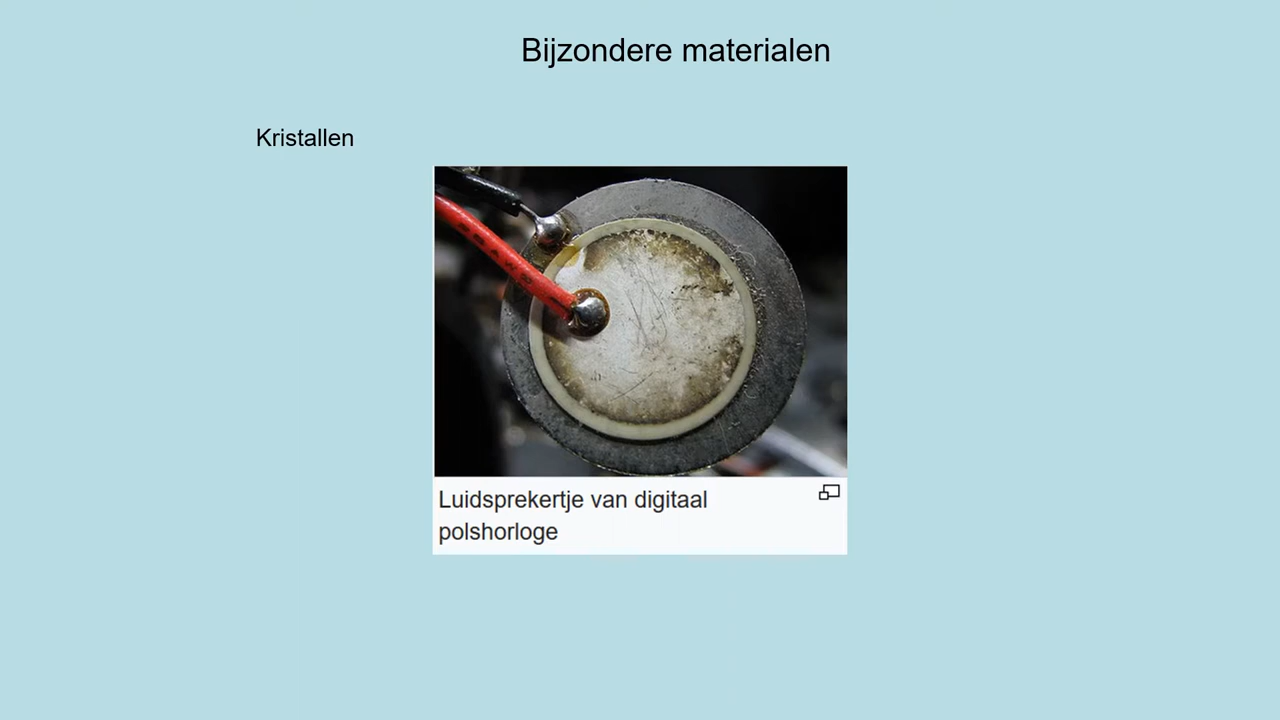 Bijzondere materialen
Kristallen
Luidsprekertje van digitaal
polshorloge